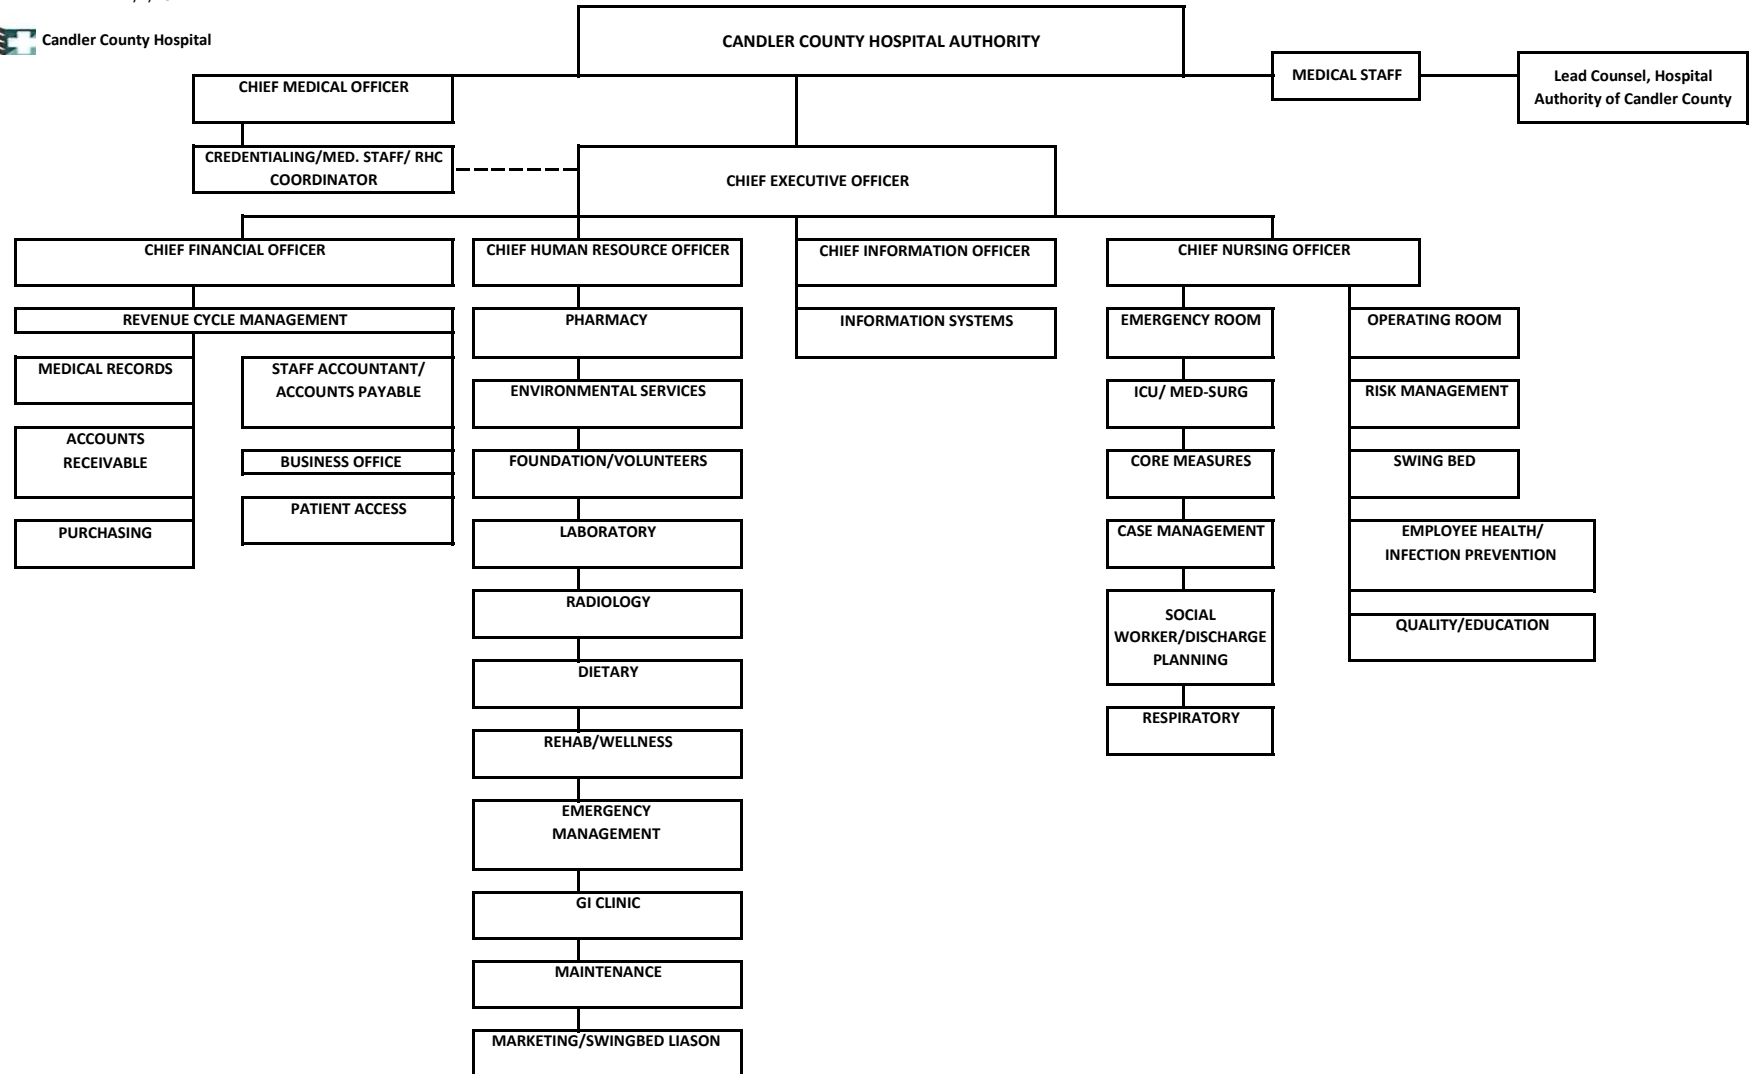 Candler County Hospital
CANDLER COUNTY HOSPITAL AUTHORITY
MEDICAL STAFF
Lead Counsel, Hospital
Authority of Candler County
CHIEF MEDICAL OFFICER
CREDENTIALING/MED. STAFF/ RHC
COORDINATOR
CHIEF EXECUTIVE OFFICER
CHIEF FINANCIAL OFFICER
CHIEF HUMAN RESOURCE OFFICER
CHIEF INFORMATION OFFICER
CHIEF NURSING OFFICER
REVENUE CYCLE MANAGEMENT
MEDICAL RECORDS
ACCOUNTS
RECEIVABLE
PURCHASING
STAFF ACCOUNTANT/
ACCOUNTS PAYABLE
BUSINESS OFFICE
PATIENT ACCESS
PHARMACY
ENVIRONMENTAL SERVICES
FOUNDATION/VOLUNTEERS
LABORATORY
RADIOLOGY
DIETARY
REHAB/WELLNESS
EMERGENCY
MANAGEMENT
GI CLINIC
MAINTENANCE
MARKETING/SWINGBED LIASON
INFORMATION SYSTEMS
EMERGENCY ROOM
ICU/ MED-SURG
CORE MEASURES
CASE MANAGEMENT
SOCIAL
WORKER/DISCHARGE
PLANNING
RESPIRATORY
OPERATING ROOM
RISK MANAGEMENT
SWING BED
EMPLOYEE HEALTH/
INFECTION PREVENTION
QUALITY/EDUCATION